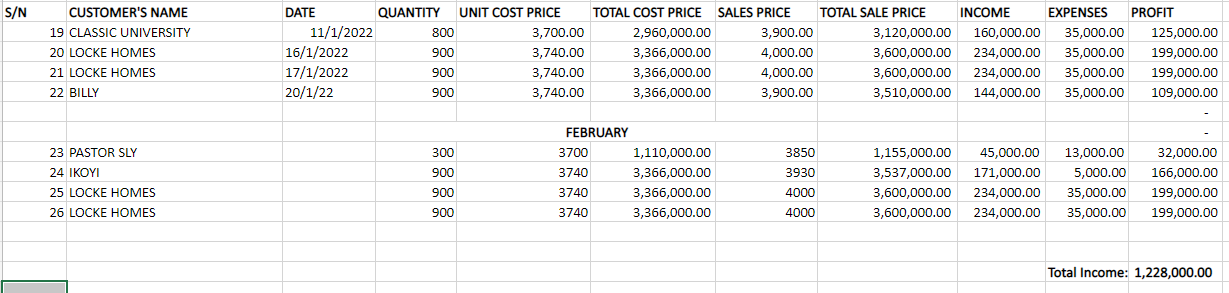 S/N CUSTOMER'S NAME DATE QUANTITY UNIT COST PRICE TOTAL COST PRICE SALES PRICE TOTAL SALE PRICE INCOME EXPENSES PROFIT
19 CLASSIC UNIVERSITY 11/1/2022 800 3,700.00 2,960,000.00 3,900.00 3,120,000.00 160,000.00 35,000.00 125,000.00
20 LOCKE HOMES 16/1/2022 900 3,740.00 3,366,000.00 4,000.00 3,600,000.00 234,000.00 35,000.00 199,000.00
21 LOCKE HOMES 17/1/2022 900 3,740.00 3,366,000.00 4,000.00 3,600,000.00 234,000.00 35,000.00 199,000.00
22 BILLY 20/1/22 900 3,740.00 3,366,000.00 3,900.00 3,510,000.00 144,000.00 35,000.00 109,000.00
-
FEBRUARY -
23 PASTOR SLY 300 3700 1,110,000.00 3850 1,155,000.00 45,000.00 13,000.00 32,000.00
24 IKOYI 900 3740 3,366,000.00 3930 3,537,000.00 171,000.00 5,000.00 166,000.00
25 LOCKE HOMES 900 3740 3,366,000.00 4000 3,600,000.00 234,000.00 35,000.00 199,000.00
26 LOCKE HOMES 900 3740 3,366,000.00 4000 3,600,000.00 234,000.00 35,000.00 199,000.00
Total Income: 1,228,000.00